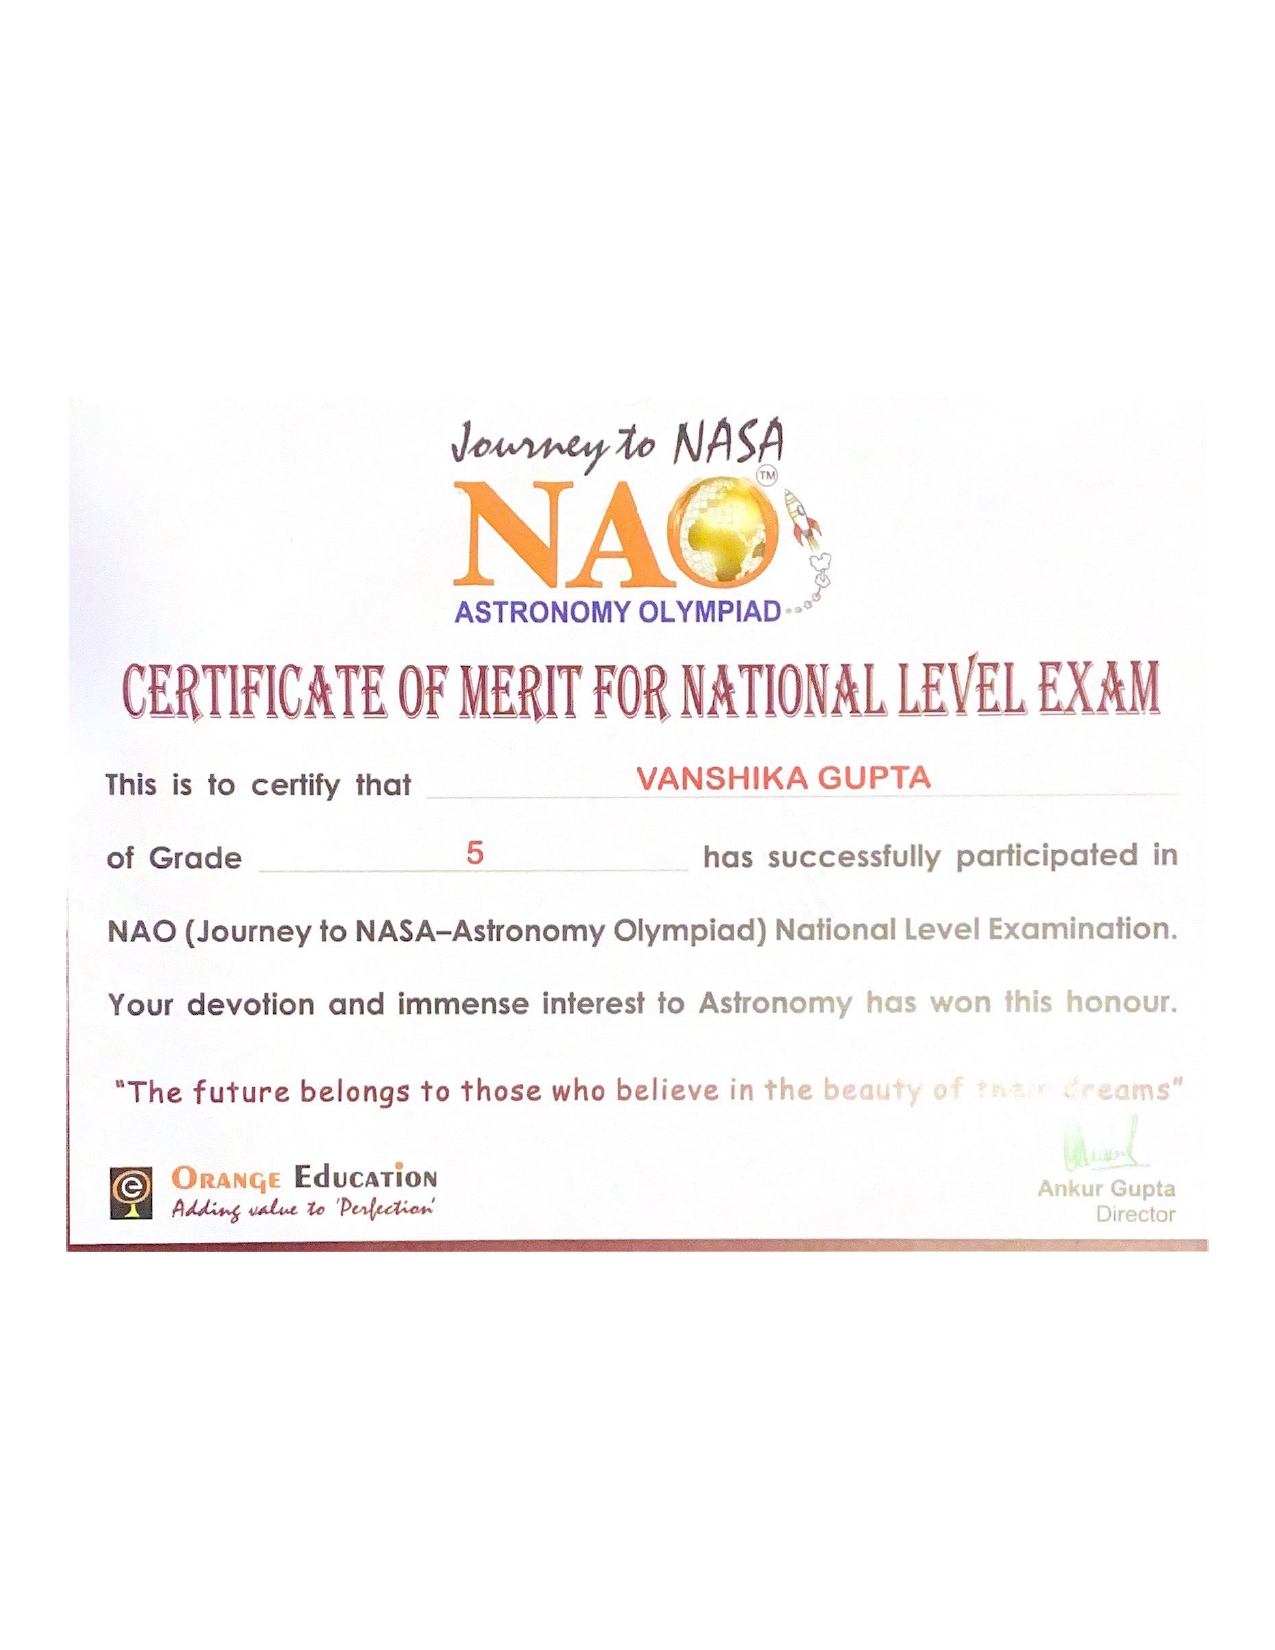 Journey to NASA
NAO
TM
ASTRONOMY OLYMPIAD
CERTIFICATE OF MERIT FOR NATIONAL LEVEL EXAM
This is to certify that VANSHIKA GUPTA
of Grade 5 has successfully participated in
NAO (Journey to NASA–Astronomy Olympiad) National Level Examination.
Your devotion and immense interest to Astronomy has won this honour.
"The future belongs to those who believe in the beauty of their dreams"
e ORANGE EDUCATION
Adding value to 'Perfection'
Ankur Gupta
Director